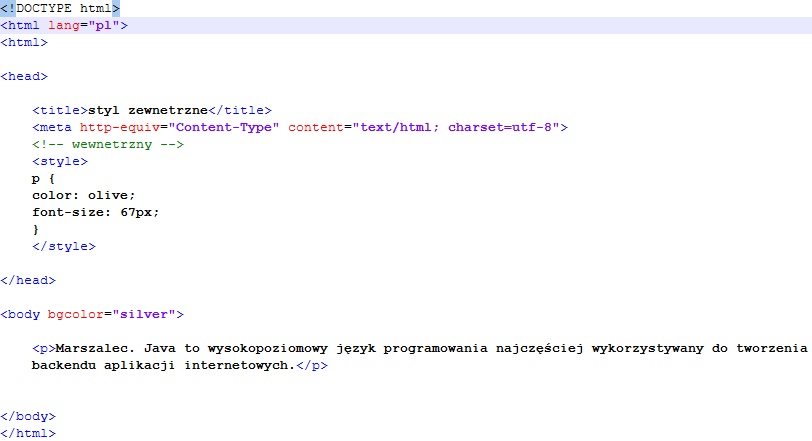 <!DOCTYPE html>
<html lang="pl">
<html>
<head>
<title>styl zewnetrzne</title>
<meta http-equiv="Content-Type" content="text/html; charset=utf-8">
<!-- wewnetrzny -->
<style>
p {
color: olive;
font-size: 67px;
}
</style>
</head>
<body bgcolor="silver">
<p>Marszalec. Java to wysokopoziomowy język programowania najczęściej wykorzystywany do tworzenia
backendu aplikacji internetowych.</p>
</body>
</html>